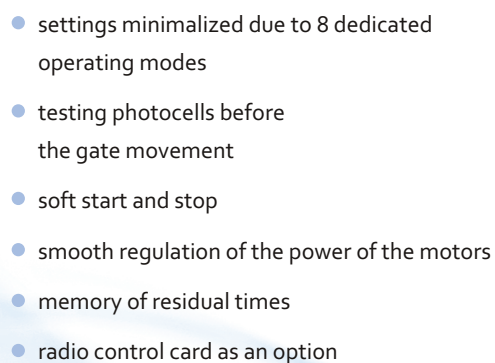 settings minimalized due to 8 dedicated
operating modes
testing photocells before
the gate movement
soft start and stop
smooth regulation of the power of the motors
memory of residual times
radio control card as an option